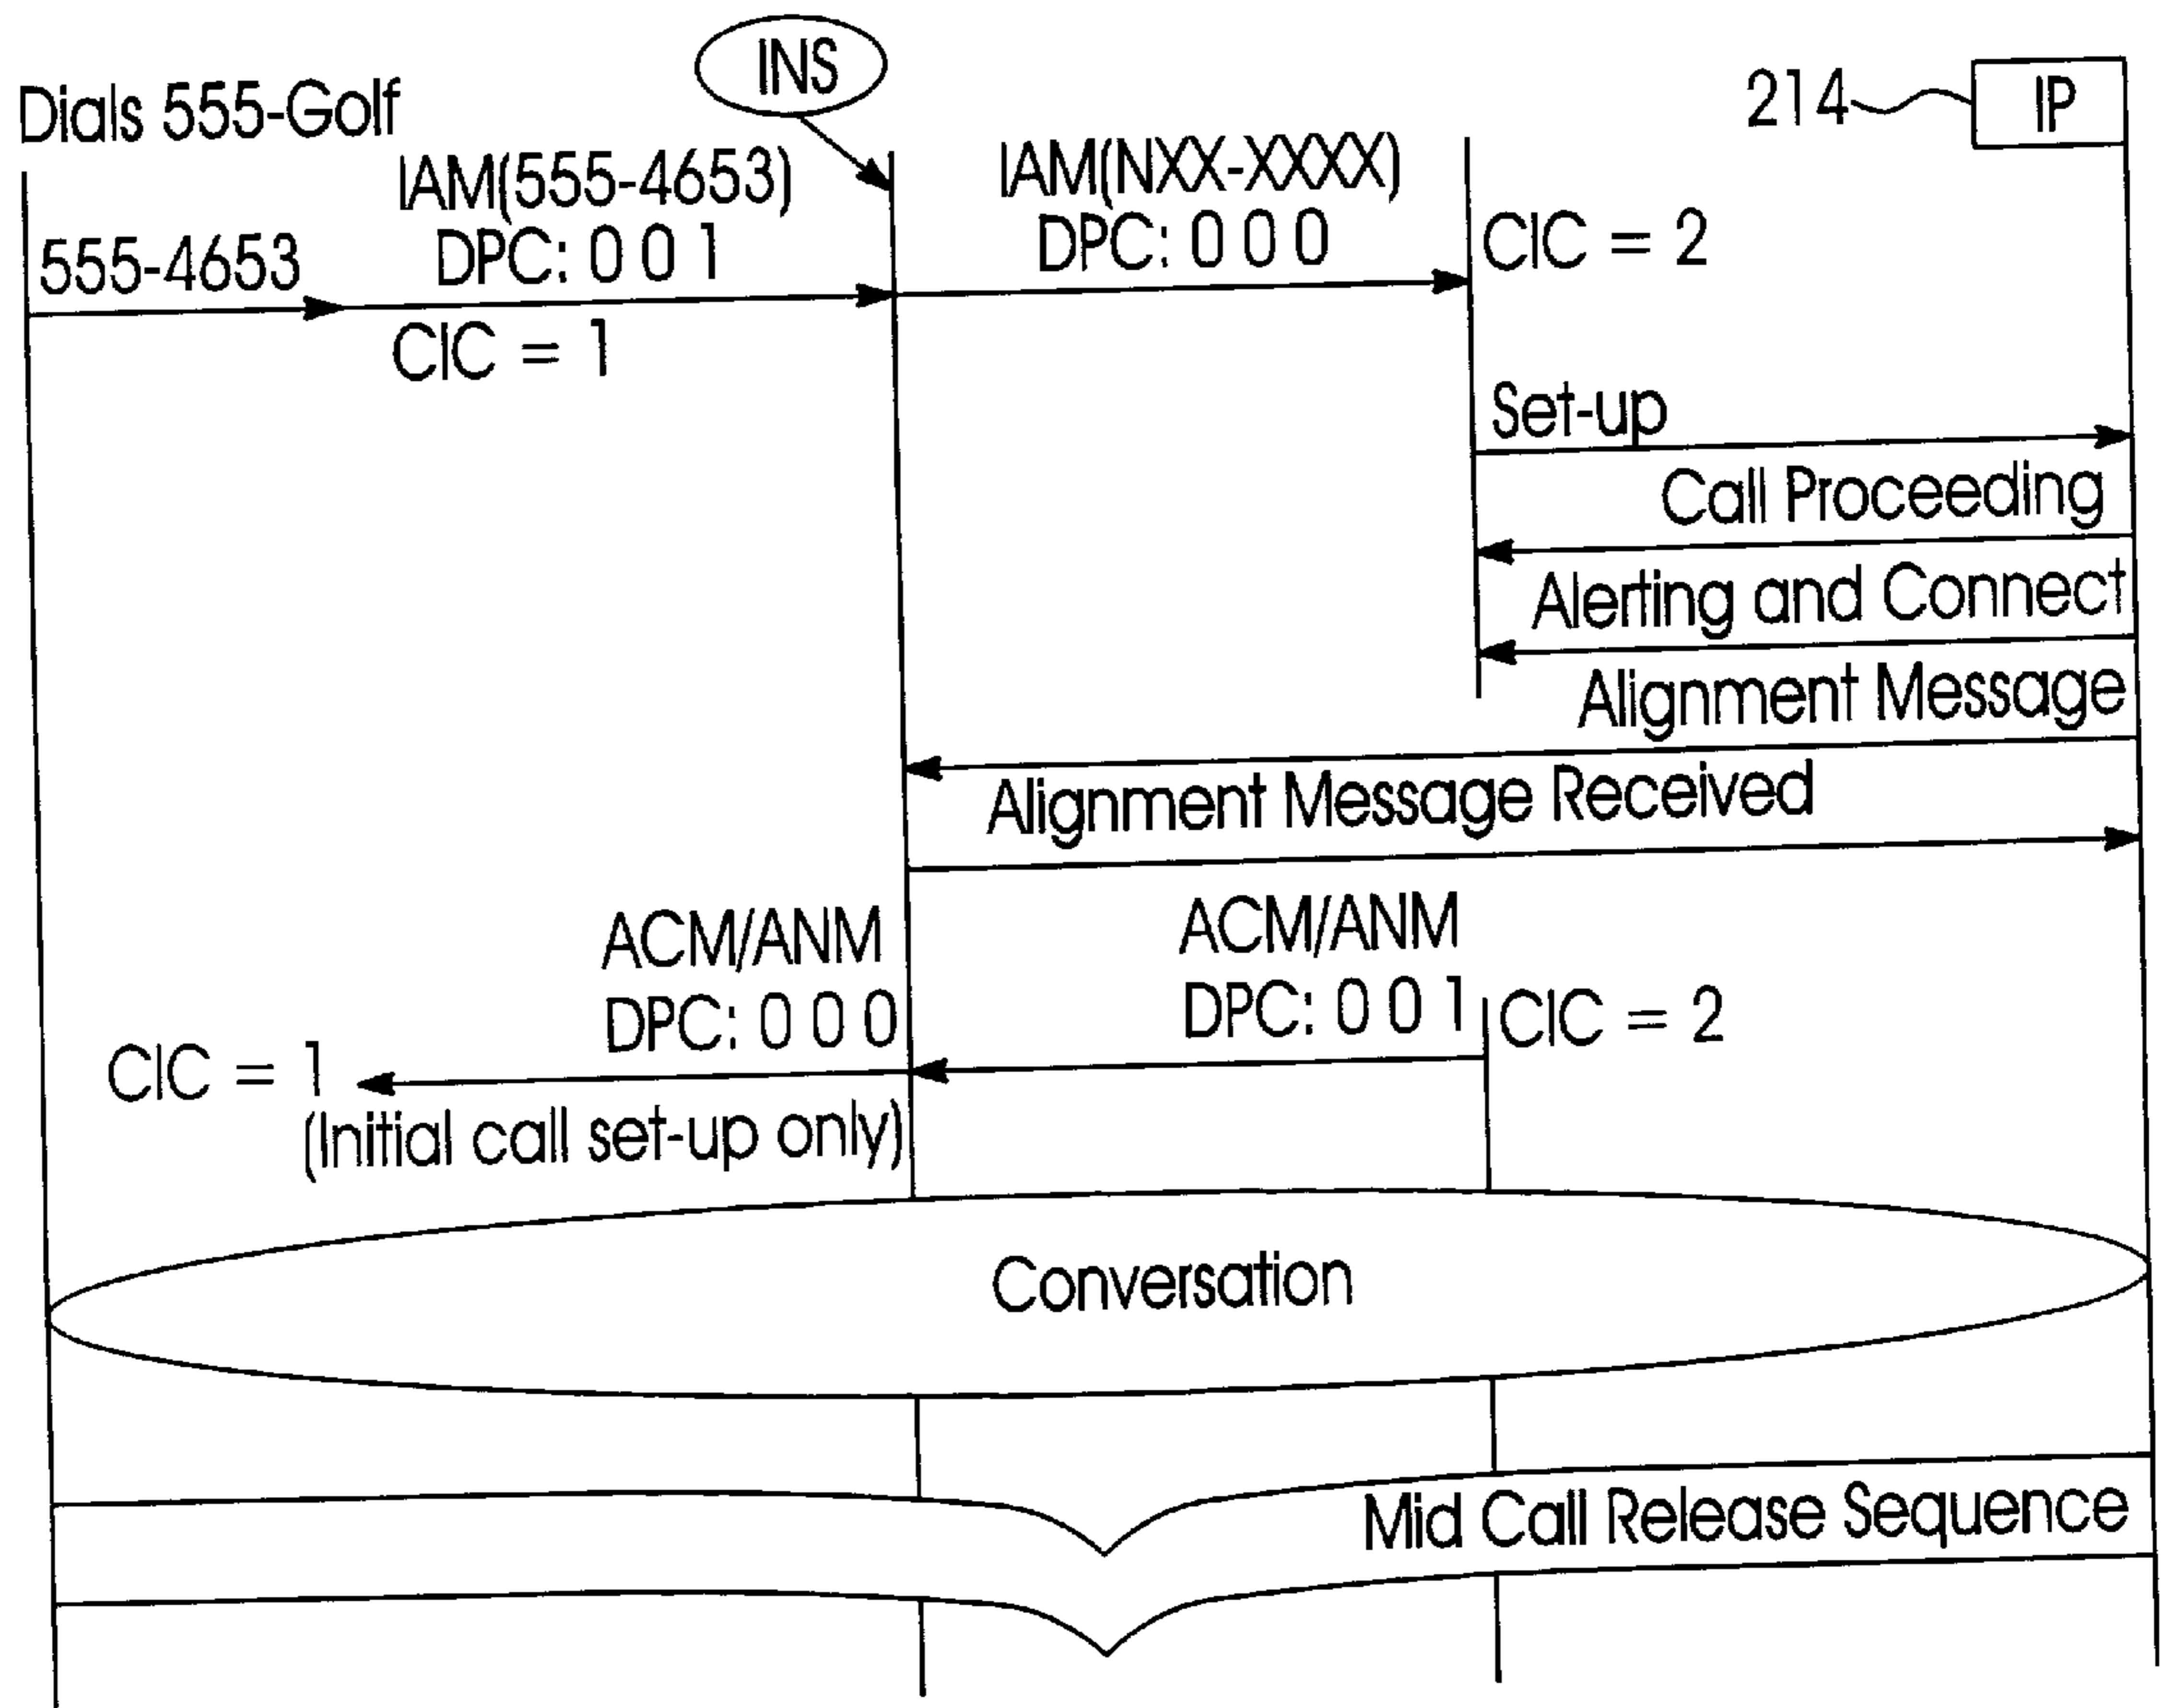 INS
214
IP
Dials 555-Golf
IAM(555-4653)
DPC: 0 0 1
IAM(NXX-XXXX)
DPC: 0 0 0
CIC = 2
555-4653
CIC = 1
Set-up
Call Proceeding
Alerting and Connect
Alignment Message
Alignment Message Received
ACM/ANM
DPC: 0 0 0
ACM/ANM
DPC: 0 0 1
CIC = 2
CIC = 1
(Initial call set-up only)
Conversation
Mid Call Release Sequence